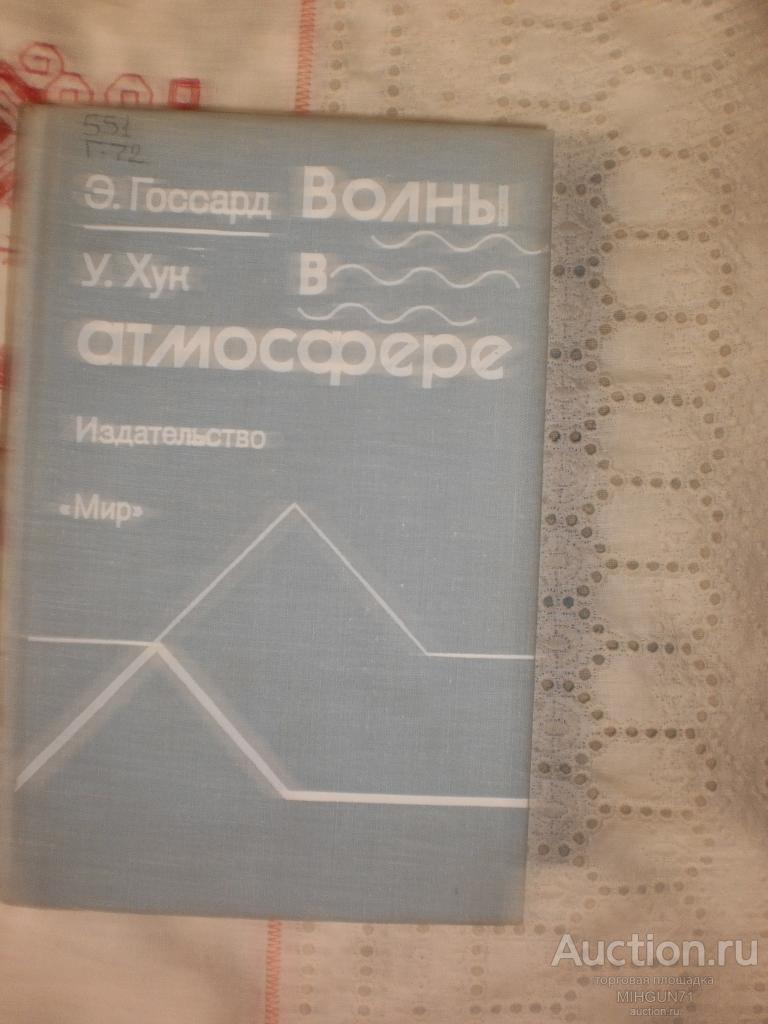 551
Г-72
Э. Госсард Волны
У. Хук в
атмосфере
Издательство
«Мир»
Auction.ru
торговая площадка
MIHGUN71
auction.ru